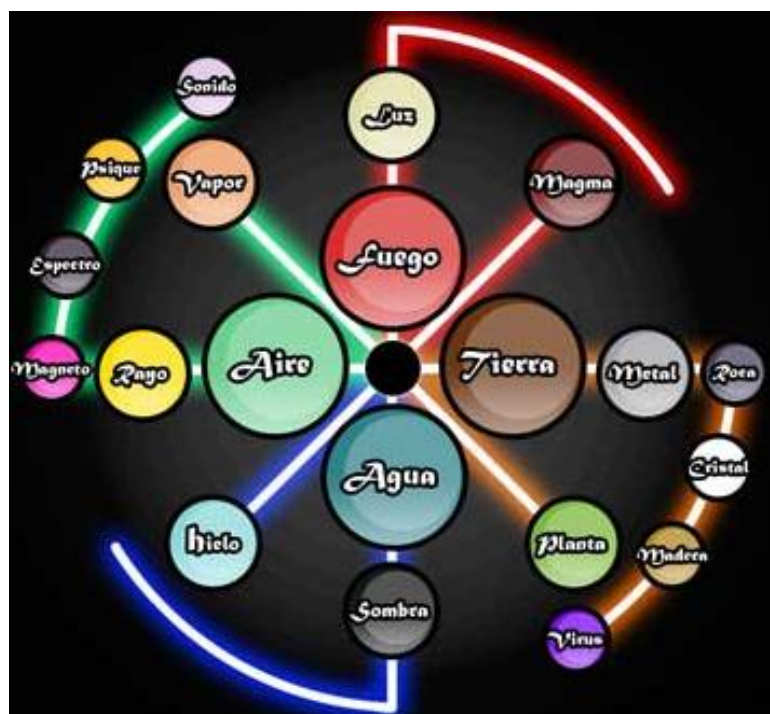 Sonido
Luz
Psique
Vapor
Magma
Fuego
Espectro
Magneto
Rayo
Aire
Tierra
Metal
Roca
Cristal
Agua
Hielo
Planta
Madera
Sombra
Virus